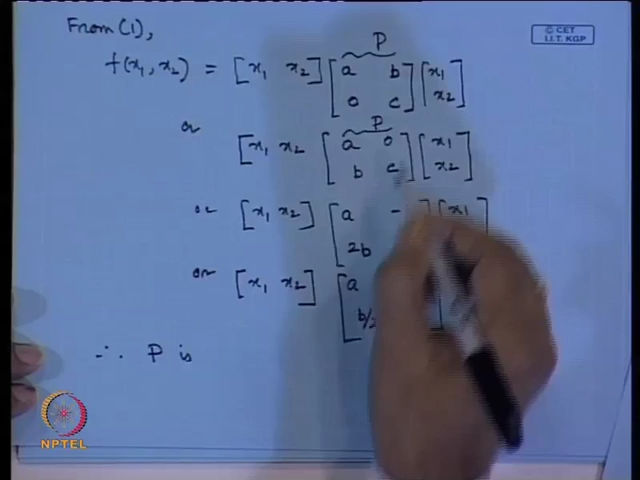 From (1),
© CET
I.I.T. KGP
P
f(x₁, x₂) = [x₁ x₂] [a b; 0 c] [x₁; x₂]
P
or [x₁ x₂ [a 0; b c] [x₁; x₂]
or [x₁ x₂] [a -; 2b
[x₁
or [x₁ x₂] [a
∴ P is
NPTEL